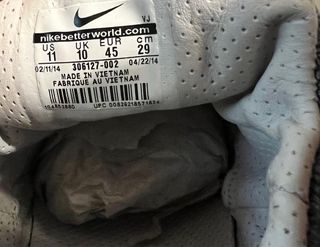 VJ
nikebetterworld.com
US UK EUR cm
11 10 45 29
02/11/14 306127-002 04/22/14
MADE IN VIETNAM
FABRIQUE AU VIETNAM